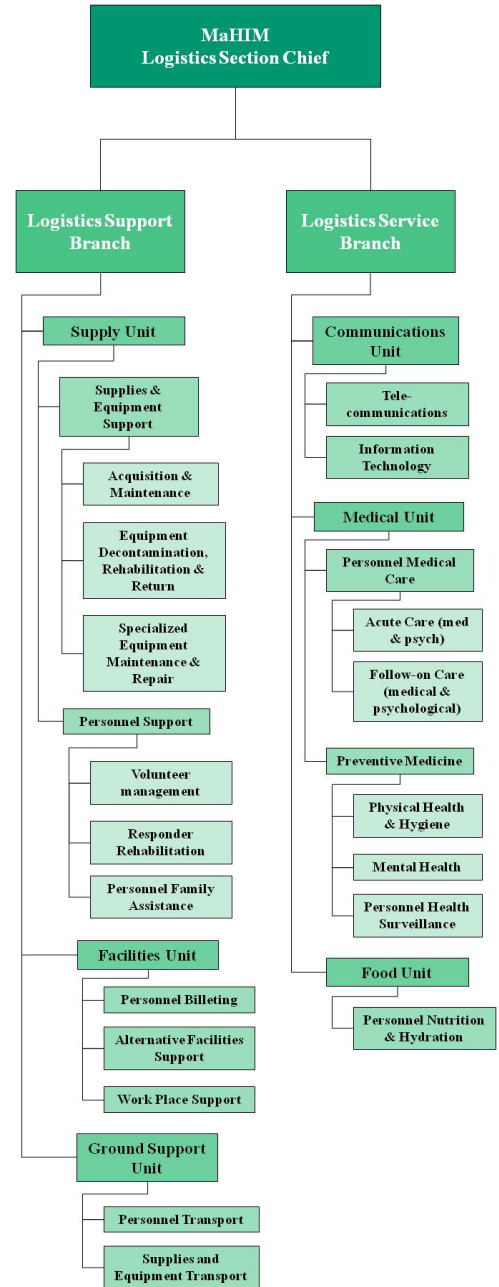 MaHIM
Logistics Section Chief
Logistics Support
Branch
Logistics Service
Branch
Supply Unit
Supplies &
Equipment
Support
Acquisition &
Maintenance
Equipment
Decontamination,
Rehabilitation &
Return
Specialized
Equipment
Maintenance &
Repair
Personnel Support
Volunteer
management
Responder
Rehabilitation
Personnel Family
Assistance
Facilities Unit
Personnel Billeting
Alternative Facilities
Support
Work Place Support
Ground Support
Unit
Personnel Transport
Supplies and
Equipment Transport
Communications
Unit
Tele-
communications
Information
Technology
Medical Unit
Personnel Medical
Care
Acute Care (med
& psych)
Follow-on Care
(medical &
psychological)
Preventive Medicine
Physical Health
& Hygiene
Mental Health
Personnel Health
Surveillance
Food Unit
Personnel Nutrition
& Hydration